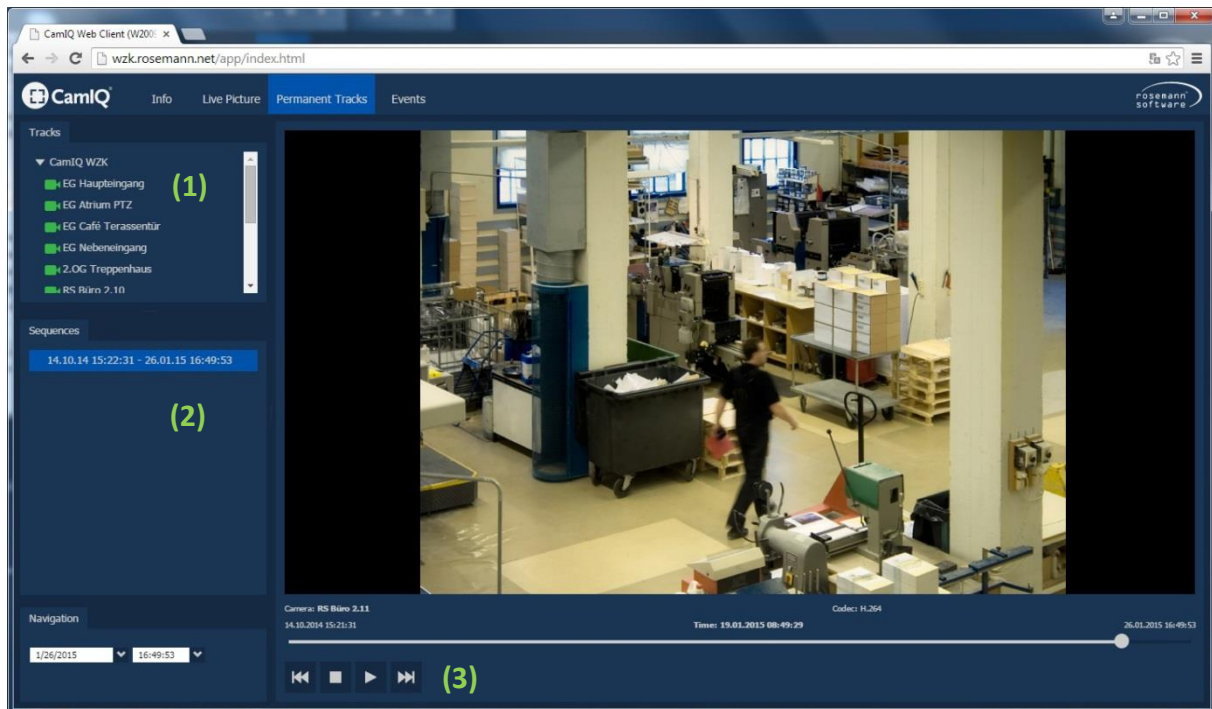 CamIQ Web Client (W2009
wzk.rosemann.net/app/index.html
CamIQ
Info
Live Picture
Permanent Tracks
Events
rosemann
software
Tracks
CamIQ WZK
EG Haupteingang
(1)
EG Atrium PTZ
EG Café Terassentür
EG Nebeneingang
2.OG Treppenhaus
RS Büro 2.10
Sequences
14.10.14 15:22:31 - 26.01.15 16:49:53
(2)
Camera: RS Büro 2.11
Codec: H.264
14.10.2014 15:21:31
Time: 19.01.2015 08:49:29
26.01.2015 16:49:53
Navigation
1/26/2015
16:49:53
(3)